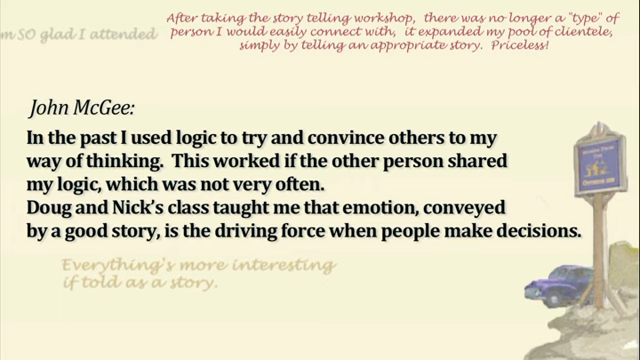 After taking the story telling workshop, there was no longer a "type" of
person I would easily connect with, it expanded my pool of clientele,
simply by telling an appropriate story. Priceless!
m SO glad I attended
John McGee:
In the past I used logic to try and convince others to my
way of thinking. This worked if the other person shared
my logic, which was not very often.
Doug and Nick's class taught me that emotion, conveyed
by a good story, is the driving force when people make decisions.
Everything's more interesting
if told as a story.